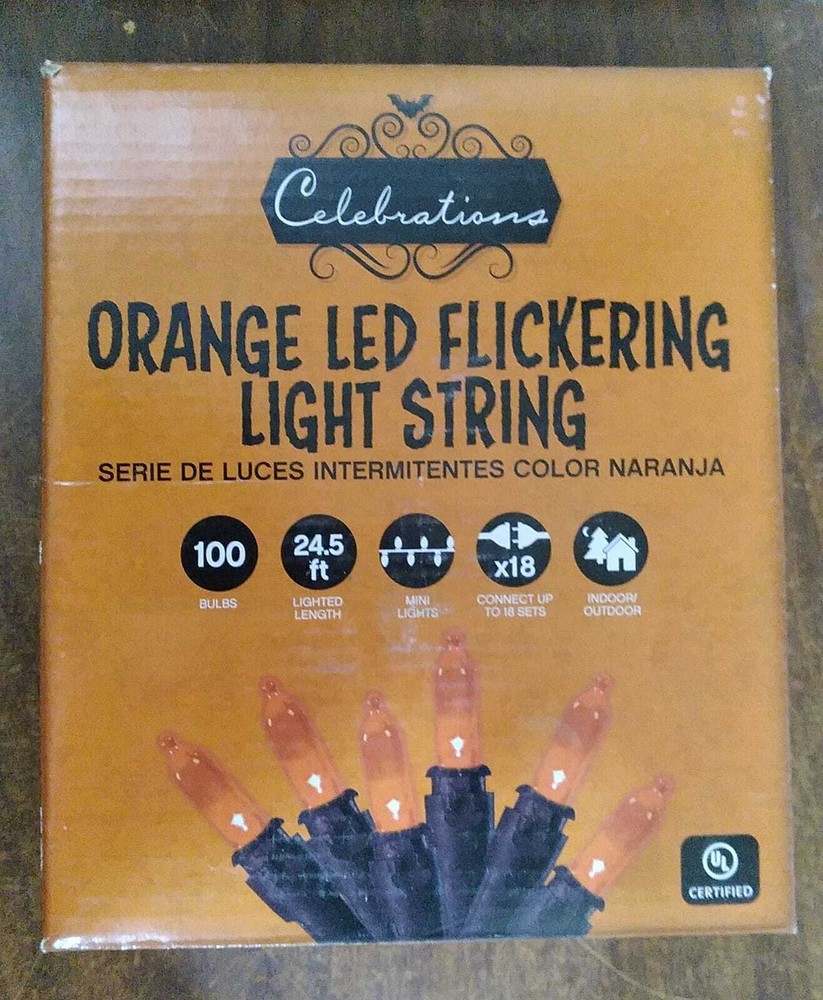 Celebrations
ORANGE LED FLICKERING
LIGHT STRING
SERIE DE LUCES INTERMITENTES COLOR NARANJA
100
BULBS
24.5
ft
LIGHTED
LENGTH
MINI
LIGHTS
x18
CONNECT UP
TO 18 SETS
INDOOR/
OUTDOOR
UL
CERTIFIED